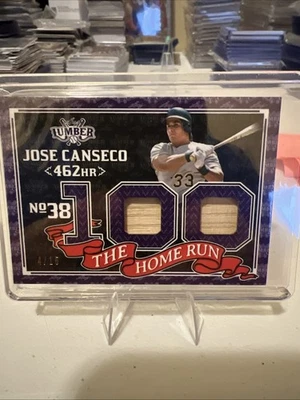 LUMBER
JOSE CANSECO
<462HR>
33
Nº38
100
THE HOME RUN